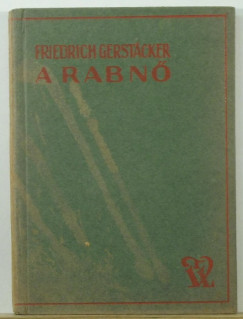 FRIEDRICH GERSTÄCKER
A RABNŐ